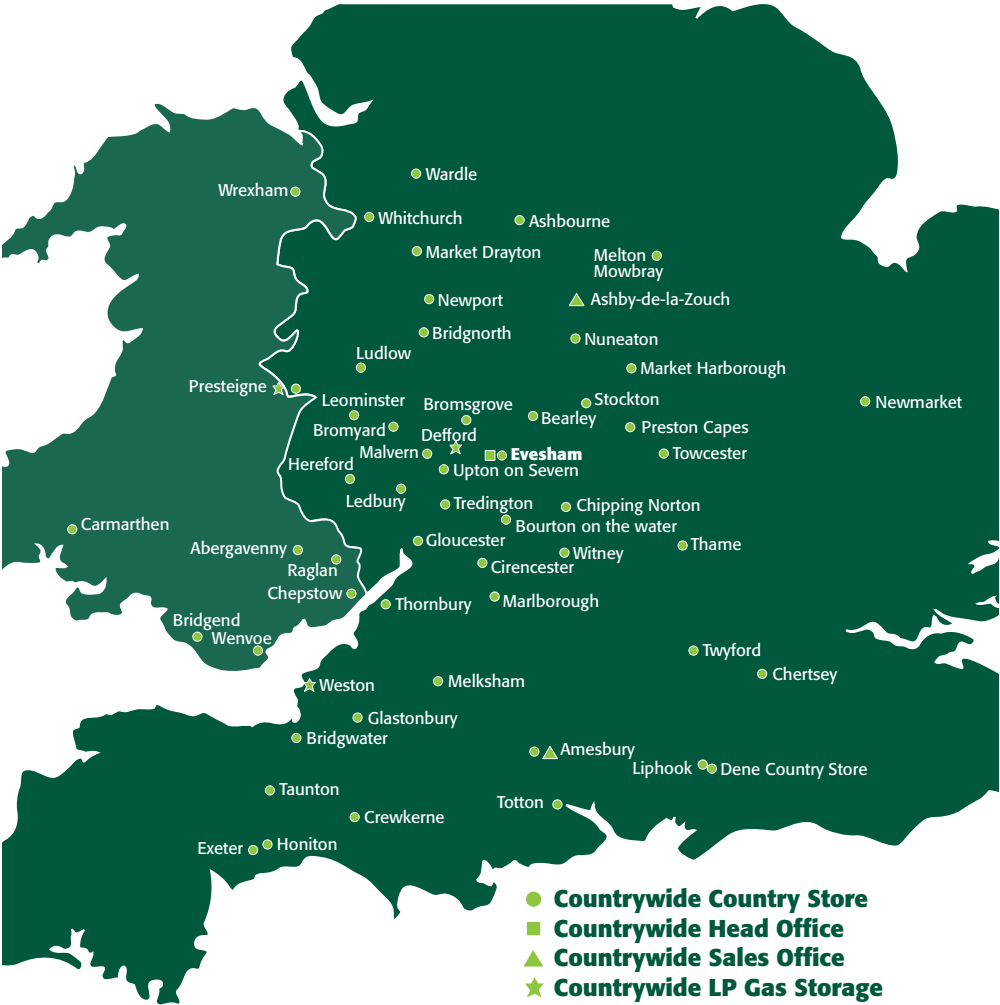 Wardle
Wrexham
Whitchurch
Ashbourne
Market Drayton
Melton
Mowbray
Newport
Ashby-de-la-Zouch
Bridgnorth
Nuneaton
Ludlow
Market Harborough
Presteigne
Leominster
Bromsgrove
Stockton
Newmarket
Bearley
Bromyard
Defford
Preston Capes
Malvern
Evesham
Towcester
Hereford
Upton on Severn
Ledbury
Tredington
Chipping Norton
Carmarthen
Bourton on the water
Abergavenny
Gloucester
Witney
Thame
Raglan
Cirencester
Chepstow
Thornbury
Marlborough
Bridgend
Wenvoe
Twyford
Chertsey
Weston
Melksham
Glastonbury
Bridgwater
Amesbury
Liphook
Dene Country Store
Taunton
Totton
Crewkerne
Exeter
Honiton
Countrywide Country Store
Countrywide Head Office
Countrywide Sales Office
Countrywide LP Gas Storage